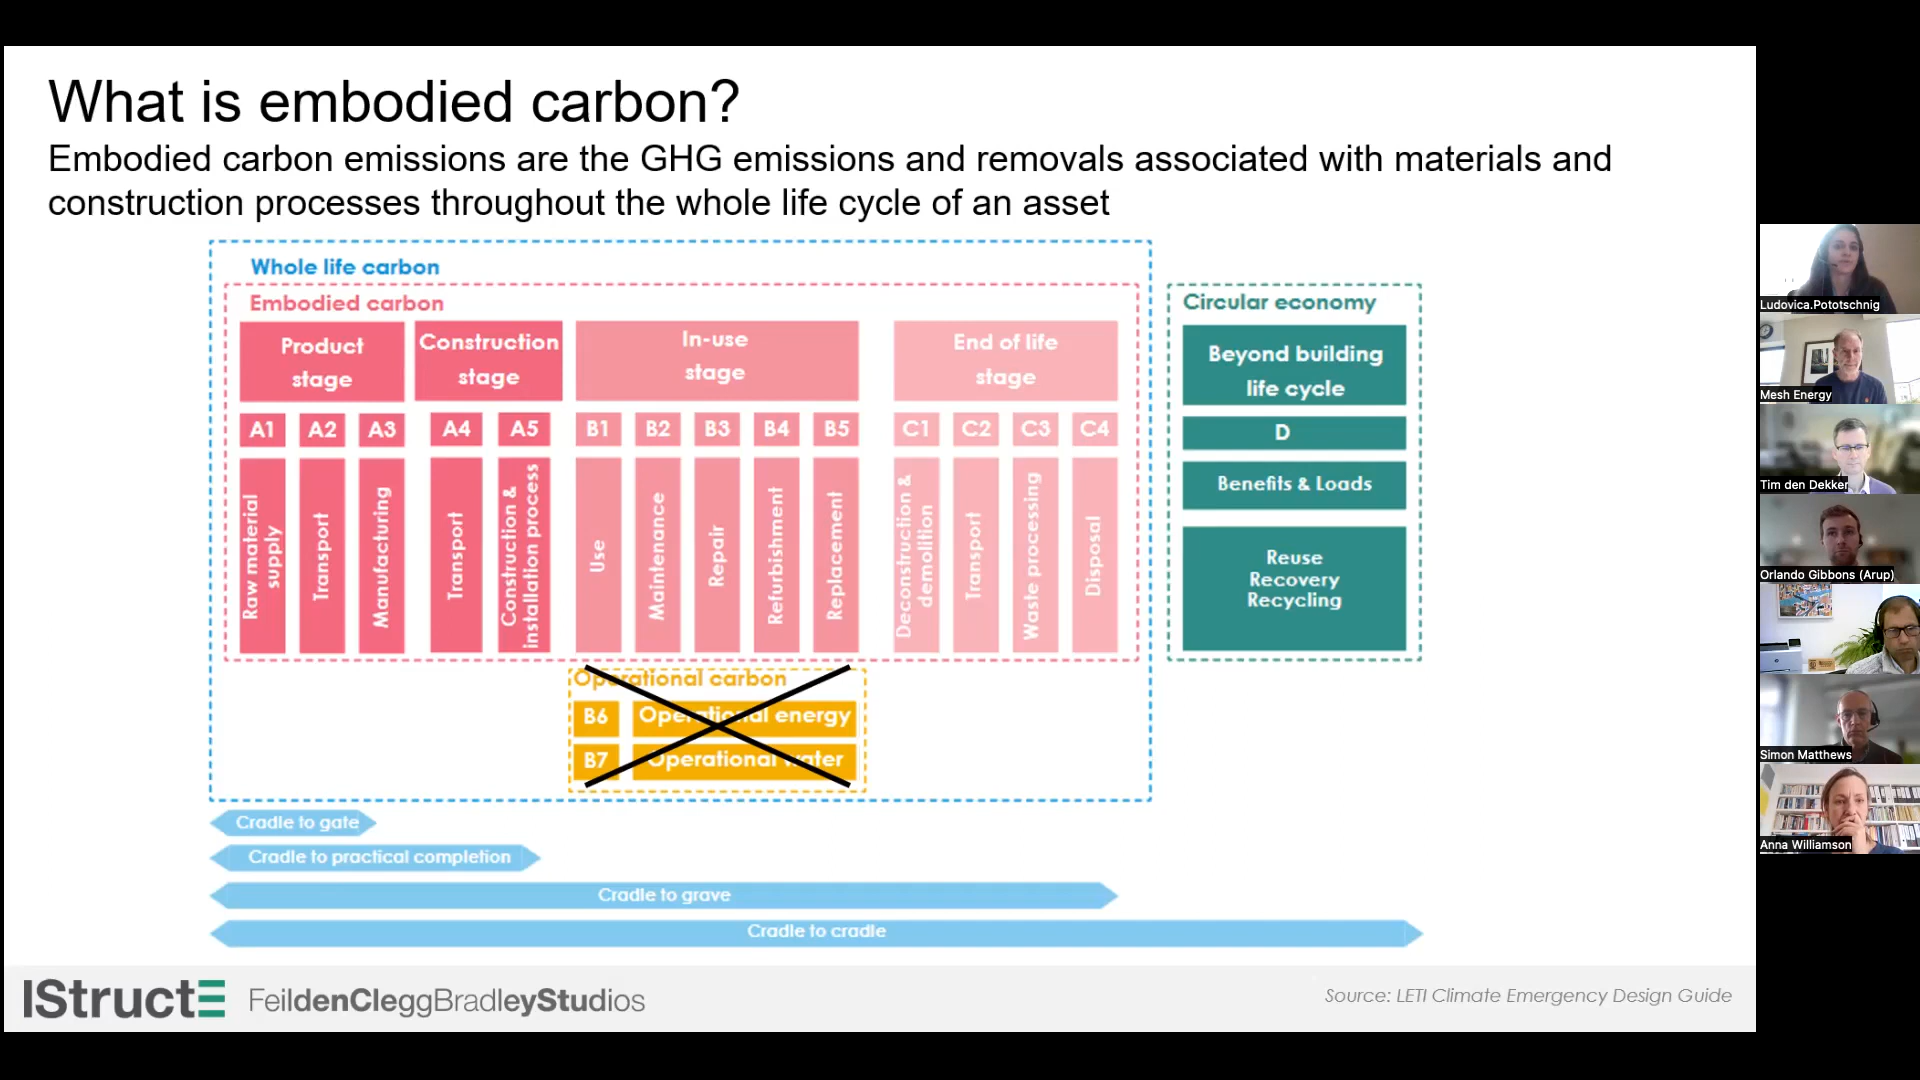 What is embodied carbon?
Embodied carbon emissions are the GHG emissions and removals associated with materials and
construction processes throughout the whole life cycle of an asset
Whole life carbon
Embodied carbon
Product
stage
Construction
stage
In-use
stage
End of life
stage
A1
A2
A3
A4
A5
B1
B2
B3
B4
B5
C1
C2
C3
C4
Raw material
supply
Transport
Manufacturing
Transport
Construction &
installation process
Use
Maintenance
Repair
Refurbishment
Replacement
Deconstruction &
demolition
Transport
Waste processing
Disposal
Operational carbon
B6
Operational energy
B7
Operational water
Circular economy
Beyond building
life cycle
D
Benefits & Loads
Reuse
Recovery
Recycling
Cradle to gate
Cradle to practical completion
Cradle to grave
Cradle to cradle
IStructE
FeildenCleggBradleyStudios
Source: LETI Climate Emergency Design Guide
Ludovica.Pototschnig
Mesh Energy
Tim den Dekker
Orlando Gibbons (Arup)
Simon Matthews
Anna Williamson